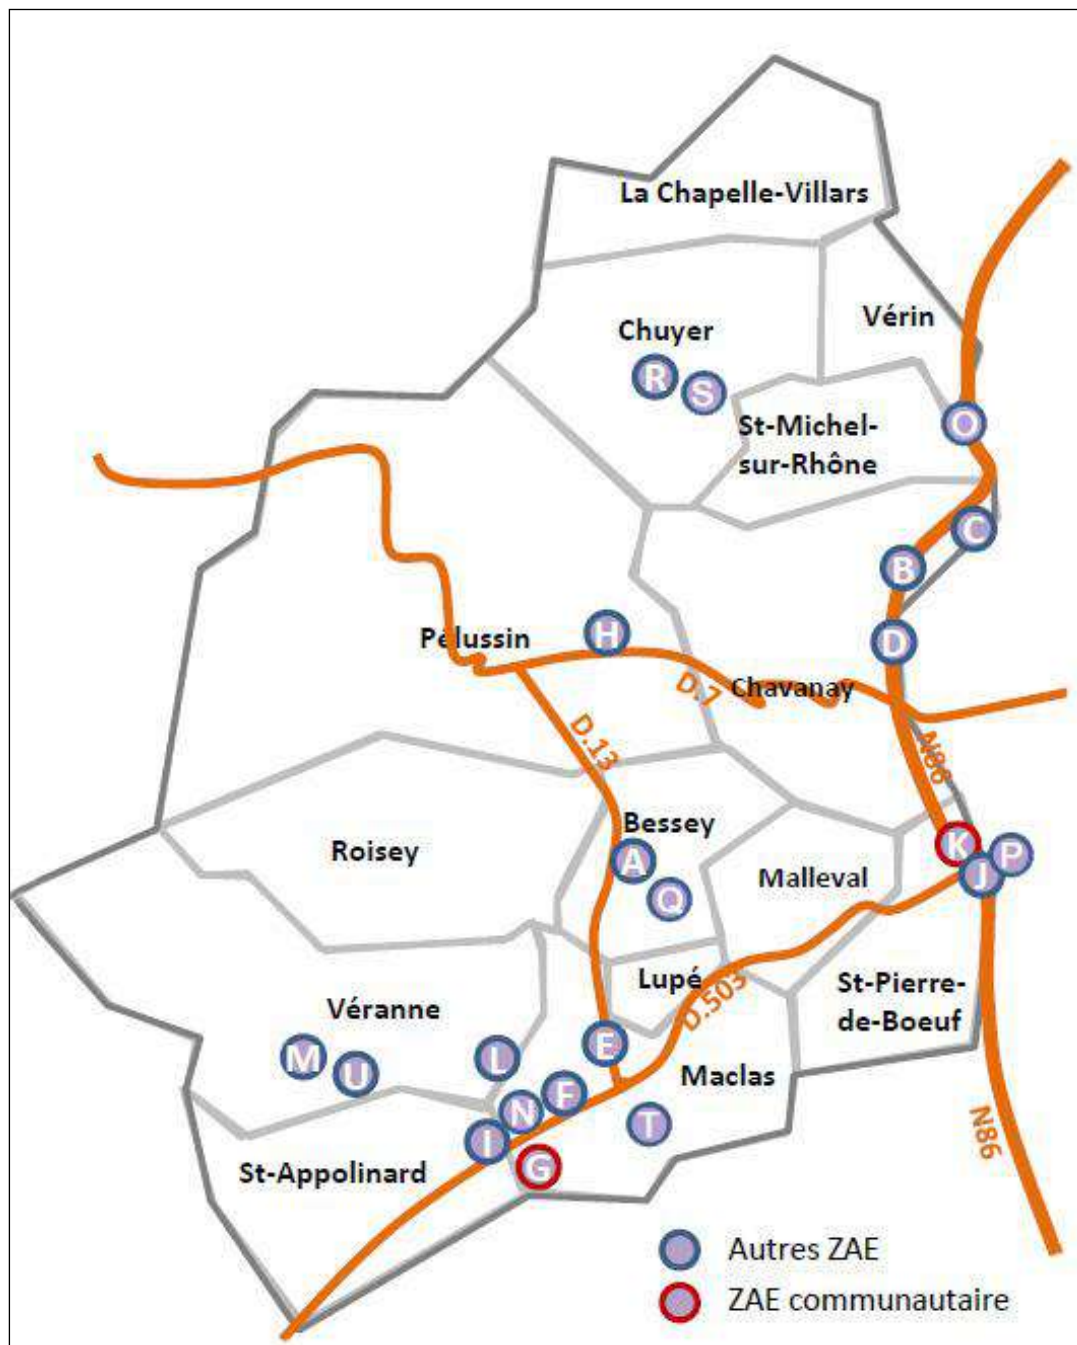 La Chapelle-Villars
Vérin
Chuyer
R
S
O
St-Michel-
sur-Rhône
C
B
H
D
Pélussin
D.7
Chavanay
D.13
N86
Bessey
K
P
Roisey
A
J
Malleval
Q
Lupé
D.503
St-Pierre-
de-Boeuf
Véranne
M
U
L
E
Maclas
F
N
T
I
N86
St-Appolinard
G
Autres ZAE
ZAE communautaire